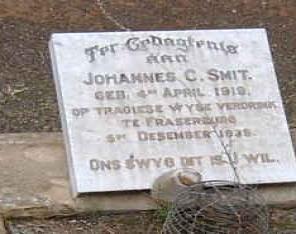 Ter Gedagtenis
aan
JOHANNES C. SMIT.
GEB. 4DE APRIL 1919.
OP TRAGIESE WYSE VERDRINK
TE FRASERBURG
5DE DESEMBER
ONS SWYG DIT IS U WIL.